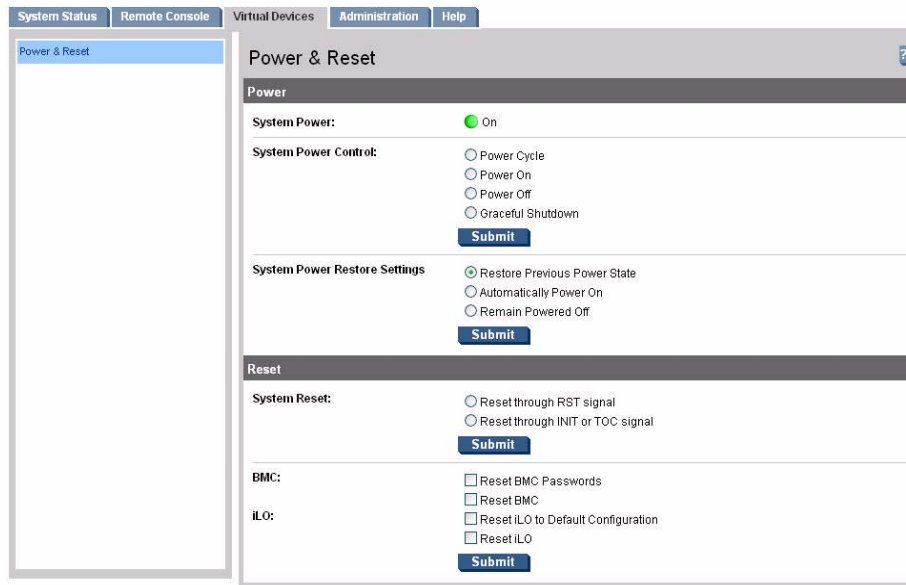 System Status Remote Console Virtual Devices Administration Help
Power & Reset
Power & Reset
?
Power
System Power: On
System Power Control: Power Cycle
Power On
Power Off
Graceful Shutdown
Submit
System Power Restore Settings Restore Previous Power State
Automatically Power On
Remain Powered Off
Submit
Reset
System Reset: Reset through RST signal
Reset through INIT or TOC signal
Submit
BMC: Reset BMC Passwords
Reset BMC
iLO: Reset iLO to Default Configuration
Reset iLO
Submit